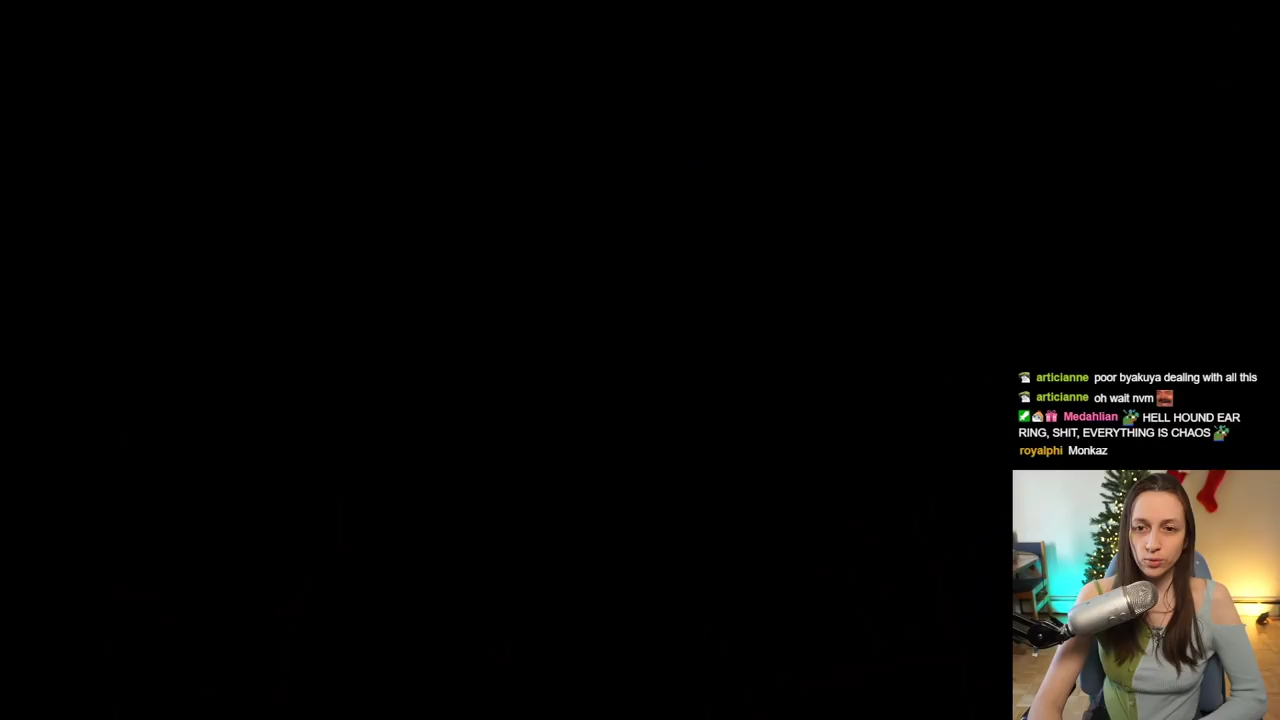 articianne poor byakuya dealing with all this
articianne oh wait nvm
Medahlian HELL HOUND EAR
RING, SHIT, EVERYTHING IS CHAOS
royalphi Monkaz